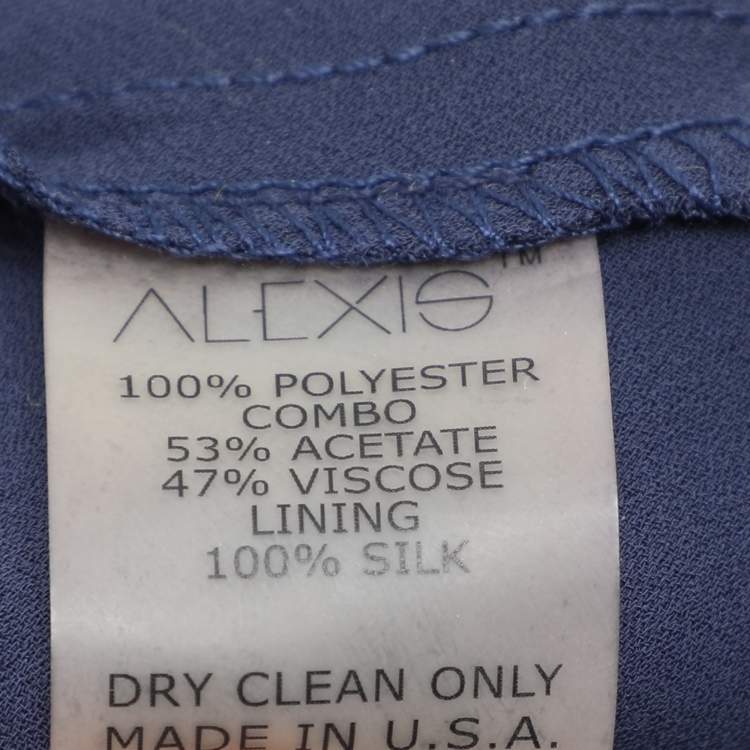 ALEXIS™
100% POLYESTER
COMBO
53% ACETATE
47% VISCOSE
LINING
100% SILK
DRY CLEAN ONLY
MADE IN U.S.A.